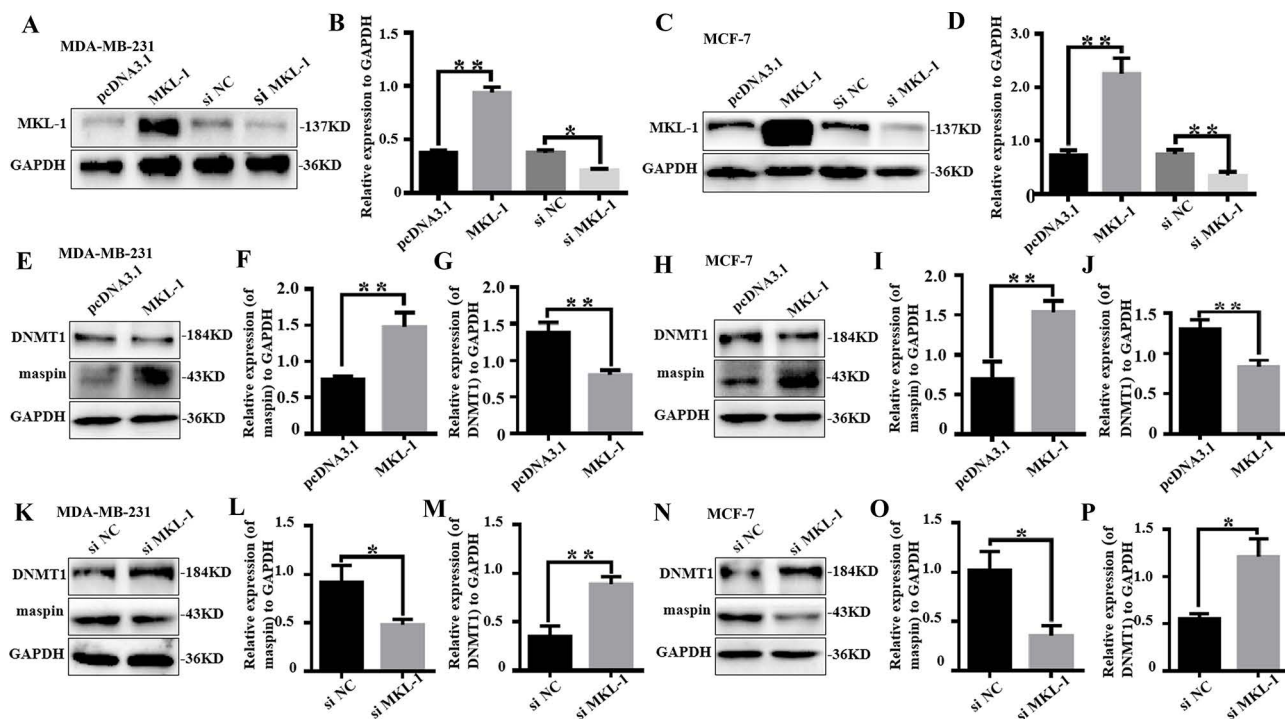 A
MDA-MB-231
pcDNA3.1
MKL-1
si NC
si MKL-1
MKL-1
-137KD
GAPDH
-36KD
B
Relative expression to GAPDH
1.5
1.0
0.5
0
**
*
pcDNA3.1
MKL-1
si NC
si MKL-1
C
MCF-7
pcDNA3.1
MKL-1
si NC
si MKL-1
MKL-1
-137KD
GAPDH
-36KD
D
Relative expression to GAPDH
3.0
2.0
1.0
0
**
**
pcDNA3.1
MKL-1
si NC
si MKL-1
E
MDA-MB-231
pcDNA3.1
MKL-1
DNMT1
-184KD
maspin
-43KD
GAPDH
-36KD
F
Relative expression (of
maspin) to GAPDH
2.0
1.5
1.0
0.5
0
**
pcDNA3.1
MKL-1
G
Relative expression (of
DNMT1) to GAPDH
2.0
1.5
1.0
0.5
0
**
pcDNA3.1
MKL-1
H
MCF-7
pcDNA3.1
MKL-1
DNMT1
-184KD
maspin
-43KD
GAPDH
-36KD
I
Relative expression (of
maspin) to GAPDH
2.0
1.5
1.0
0.5
0
**
pcDNA3.1
MKL-1
J
Relative expression (of
DNMT1) to GAPDH
1.5
1.0
0.5
0
**
pcDNA3.1
MKL-1
K
MDA-MB-231
si NC
si MKL-1
DNMT1
-184KD
maspin
-43KD
GAPDH
-36KD
L
Relative expression (of
maspin) to GAPDH
1.5
1.0
0.5
0
*
si NC
si MKL-1
M
Relative expression (of
DNMT1) to GAPDH
1.5
1.0
0.5
0
**
si NC
si MKL-1
N
MCF-7
si NC
si MKL-1
DNMT1
-184KD
maspin
-43KD
GAPDH
-36KD
O
Relative expression (of
maspin) to GAPDH
1.5
1.0
0.5
0
*
si NC
si MKL-1
P
Relative expression (of
DNMT1) to GAPDH
1.5
1.0
0.5
0
*
si NC
si MKL-1